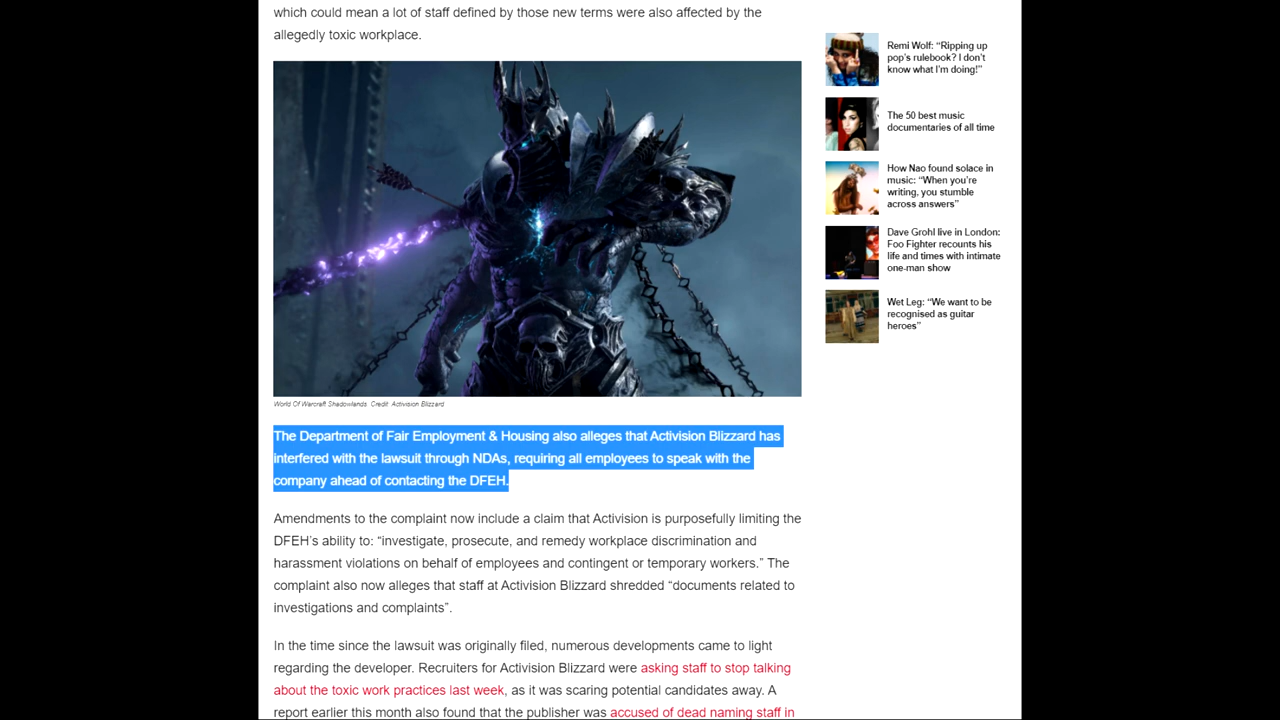 which could mean a lot of staff defined by those new terms were also affected by the
allegedly toxic workplace.
World Of Warcraft Shadowlands. Credit: Activision Blizzard
The Department of Fair Employment & Housing also alleges that Activision Blizzard has
interfered with the lawsuit through NDAs, requiring all employees to speak with the
company ahead of contacting the DFEH.
Amendments to the complaint now include a claim that Activision is purposefully limiting the
DFEH’s ability to: “investigate, prosecute, and remedy workplace discrimination and
harassment violations on behalf of employees and contingent or temporary workers.” The
complaint also now alleges that staff at Activision Blizzard shredded “documents related to
investigations and complaints”.
In the time since the lawsuit was originally filed, numerous developments came to light
regarding the developer. Recruiters for Activision Blizzard were asking staff to stop talking
about the toxic work practices last week, as it was scaring potential candidates away. A
report earlier this month also found that the publisher was accused of dead naming staff in
Remi Wolf: “Ripping up
pop’s rulebook? I don’t
know what I’m doing!”
The 50 best music
documentaries of all time
How Nao found solace in
music: “When you’re
writing, you stumble
across answers”
Dave Grohl live in London:
Foo Fighter recounts his
life and times with intimate
one-man show
Wet Leg: “We want to be
recognised as guitar
heroes”